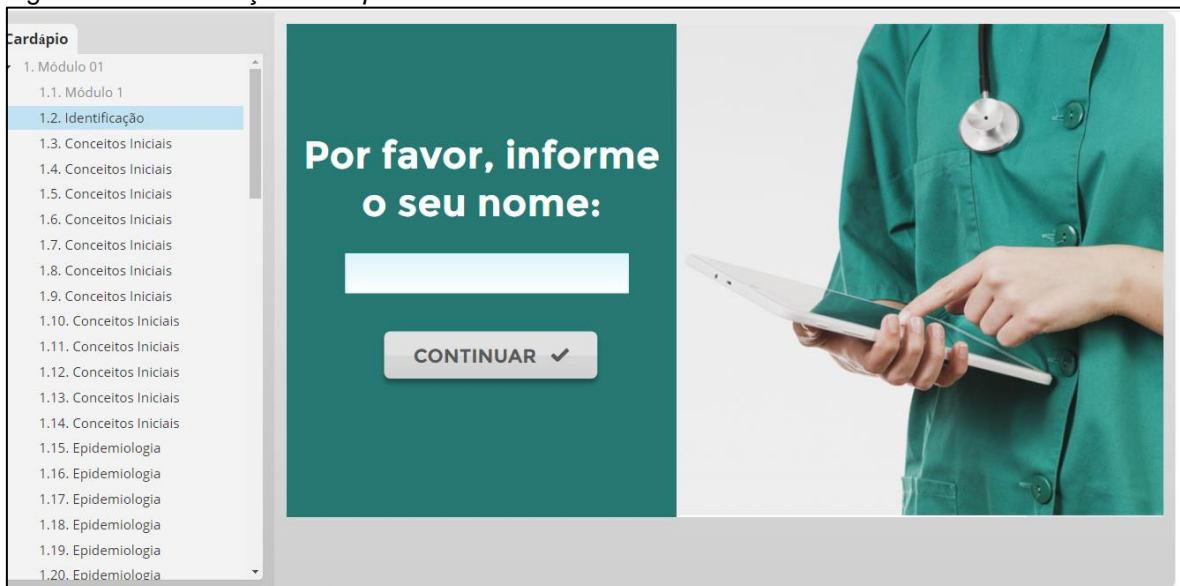 Cardápio
1. Módulo 01
1.1. Módulo 1
1.2. Identificação
1.3. Conceitos Iniciais
1.4. Conceitos Iniciais
1.5. Conceitos Iniciais
1.6. Conceitos Iniciais
1.7. Conceitos Iniciais
1.8. Conceitos Iniciais
1.9. Conceitos Iniciais
1.10. Conceitos Iniciais
1.11. Conceitos Iniciais
1.12. Conceitos Iniciais
1.13. Conceitos Iniciais
1.14. Conceitos Iniciais
1.15. Epidemiologia
1.16. Epidemiologia
1.17. Epidemiologia
1.18. Epidemiologia
1.19. Epidemiologia
1.20. Epidemiologia
Por favor, informe
o seu nome:
CONTINUAR ✔